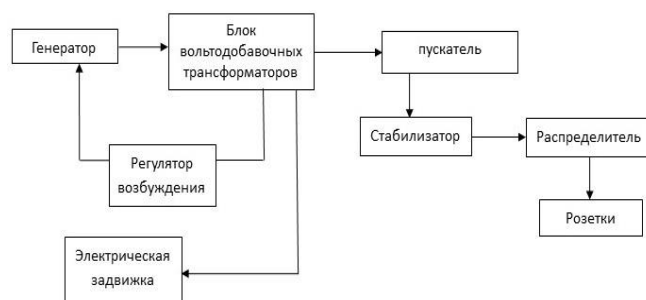 Генератор
Блок
вольтодобавочных
трансформаторов
пускатель
Стабилизатор
Распределитель
Регулятор
возбуждения
Розетки
Электрическая
задвижка